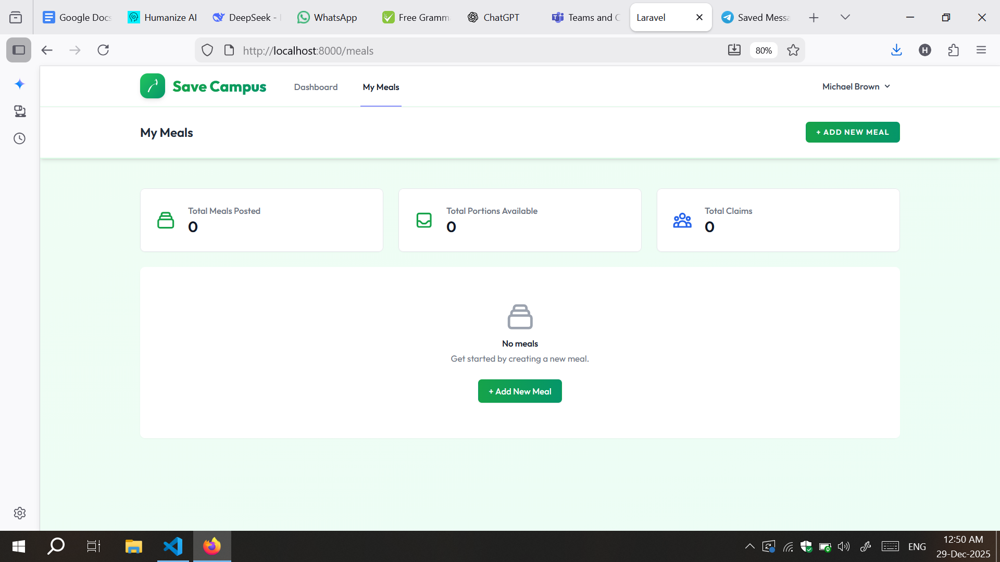 Google Docs
Humanize AI
DeepSeek -
WhatsApp
Free Gramm
ChatGPT
Teams and C
Laravel
Saved Messa
http://localhost:8000/meals
80%
H
Save Campus
Dashboard
My Meals
Michael Brown
My Meals
+ ADD NEW MEAL
Total Meals Posted
0
Total Portions Available
0
Total Claims
0
No meals
Get started by creating a new meal.
+ Add New Meal
ENG
12:50 AM
29-Dec-2025